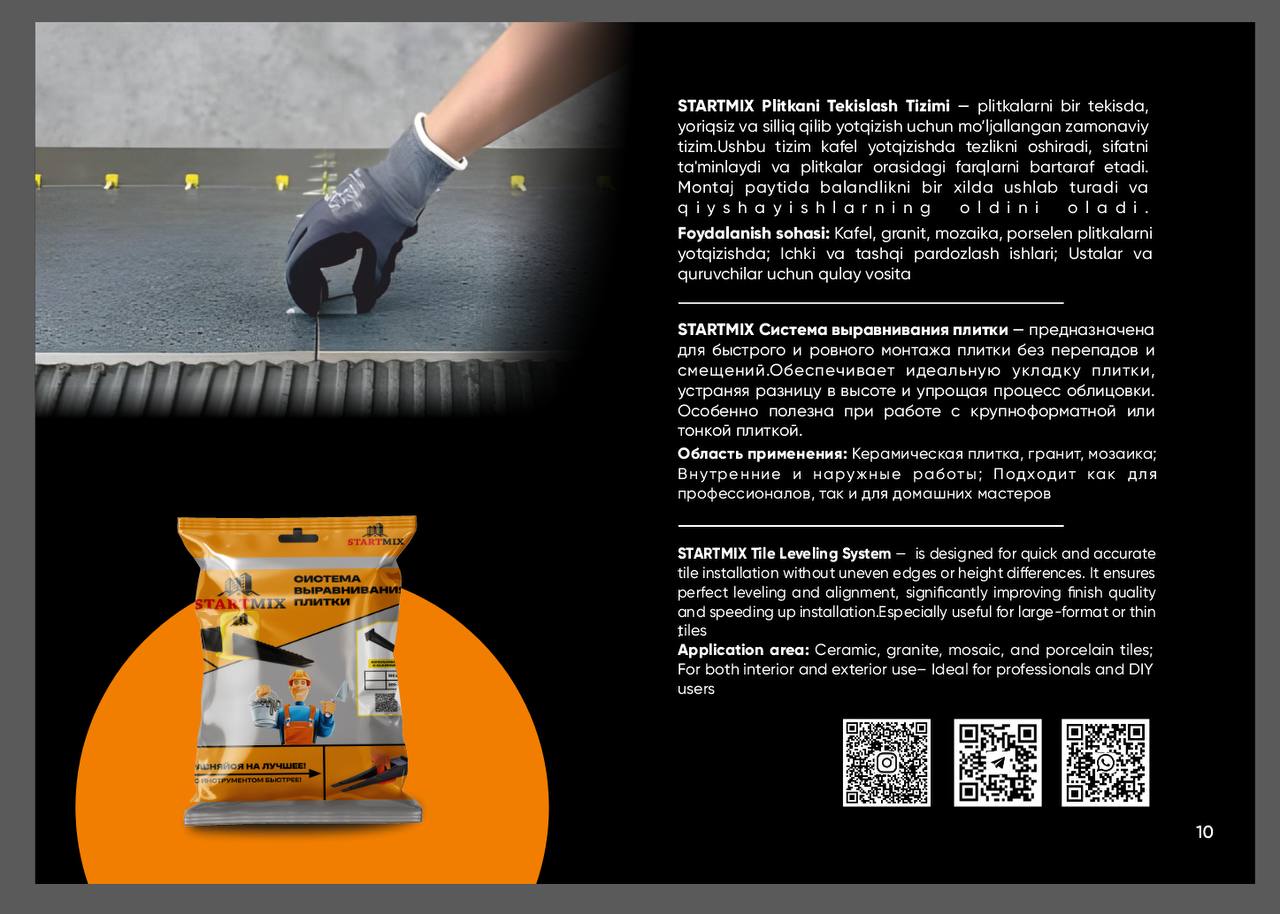 STARTMIX Plitkani Tekislash Tizimi — plitkalarni bir tekisda,
yoriqsiz va silliq qilib yotqizish uchun mo‘ljallangan zamonaviy
tizim.Ushbu tizim kafel yotqizishda tezlikni oshiradi, sifatni
ta'minlaydi va plitkalar orasidagi farqlarni bartaraf etadi.
Montaj paytida balandlikni bir xilda ushlab turadi va
qiyshayishlarning oldini oladi.
Foydalanish sohasi: Kafel, granit, mozaika, porselen plitkalarni
yotqizishda; Ichki va tashqi pardozlash ishlari; Ustalar va
quruvchilar uchun qulay vosita
STARTMIX Система выравнивания плитки — предназначена
для быстрого и ровного монтажа плитки без перепадов и
смещений.Обеспечивает идеальную укладку плитки,
устраняя разницу в высоте и упрощая процесс облицовки.
Особенно полезна при работе с крупноформатной или
тонкой плиткой.
Область применения: Керамическая плитка, гранит, мозаика;
Внутренние и наружные работы; Подходит как для
профессионалов, так и для домашних мастеров
STARTMIX Tile Leveling System — is designed for quick and accurate
tile installation without uneven edges or height differences. It ensures
perfect leveling and alignment, significantly improving finish quality
and speeding up installation.Especially useful for large-format or thin
tiles
Application area: Ceramic, granite, mosaic, and porcelain tiles;
For both interior and exterior use– Ideal for professionals and DIY
users
STARTMIX
STARTMIX
СИСТЕМА
ВЫРАВНИВАНИ
ПЛИТКИ
НА ЛУЧШЕЕ!
ИНСТРУМЕНТОМ БЫСТРЕЕ!
10